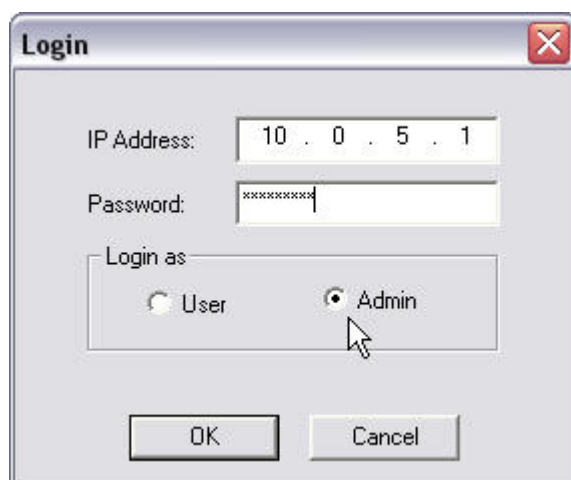 Login
IP Address: 10 . 0 . 5 . 1
Password: *********
Login as
User Admin
OK Cancel